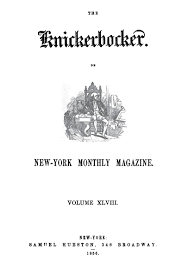 THE
Knickerbocker.
OR
NEW-YORK MONTHLY MAGAZINE.
VOLUME XLVIII.
NEW-YORK:
SAMUEL HUESTON, 348 BROADWAY.
1856.